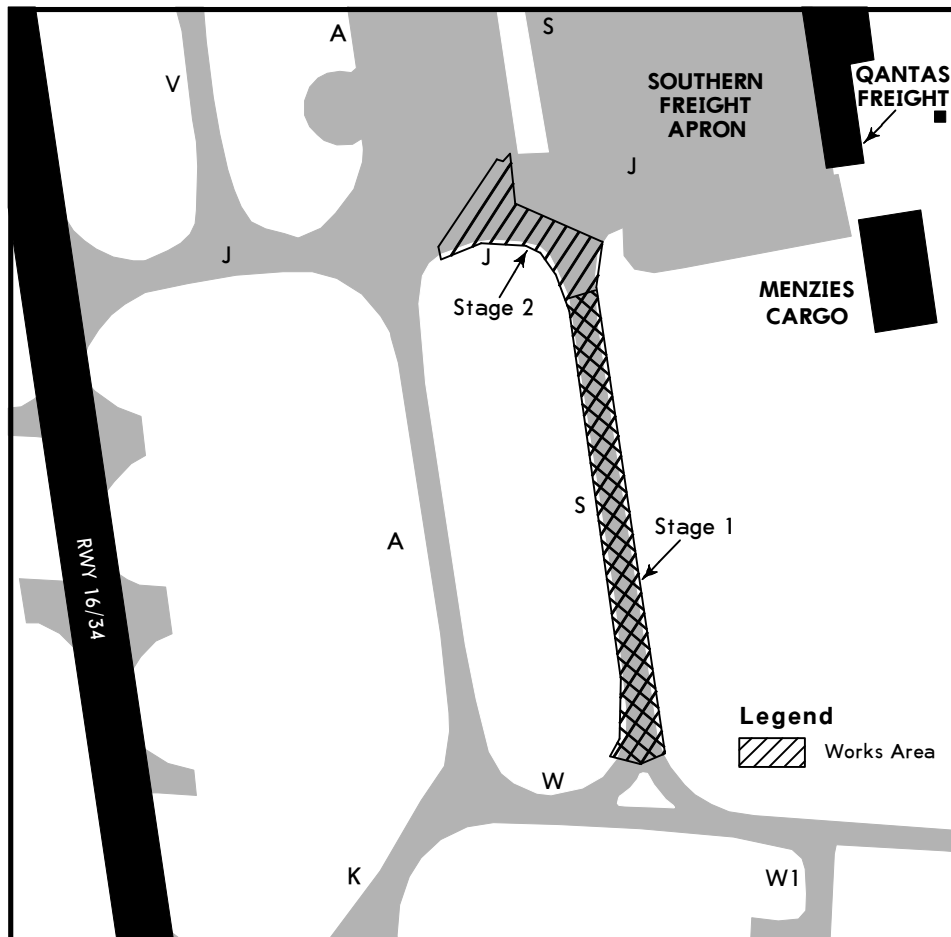 A
S
V
SOUTHERN
FREIGHT
APRON
QANTAS
FREIGHT
J
J
J
Stage 2
MENZIES
CARGO
S
Stage 1
A
RWY 16/34
Legend
Works Area
W
K
W1